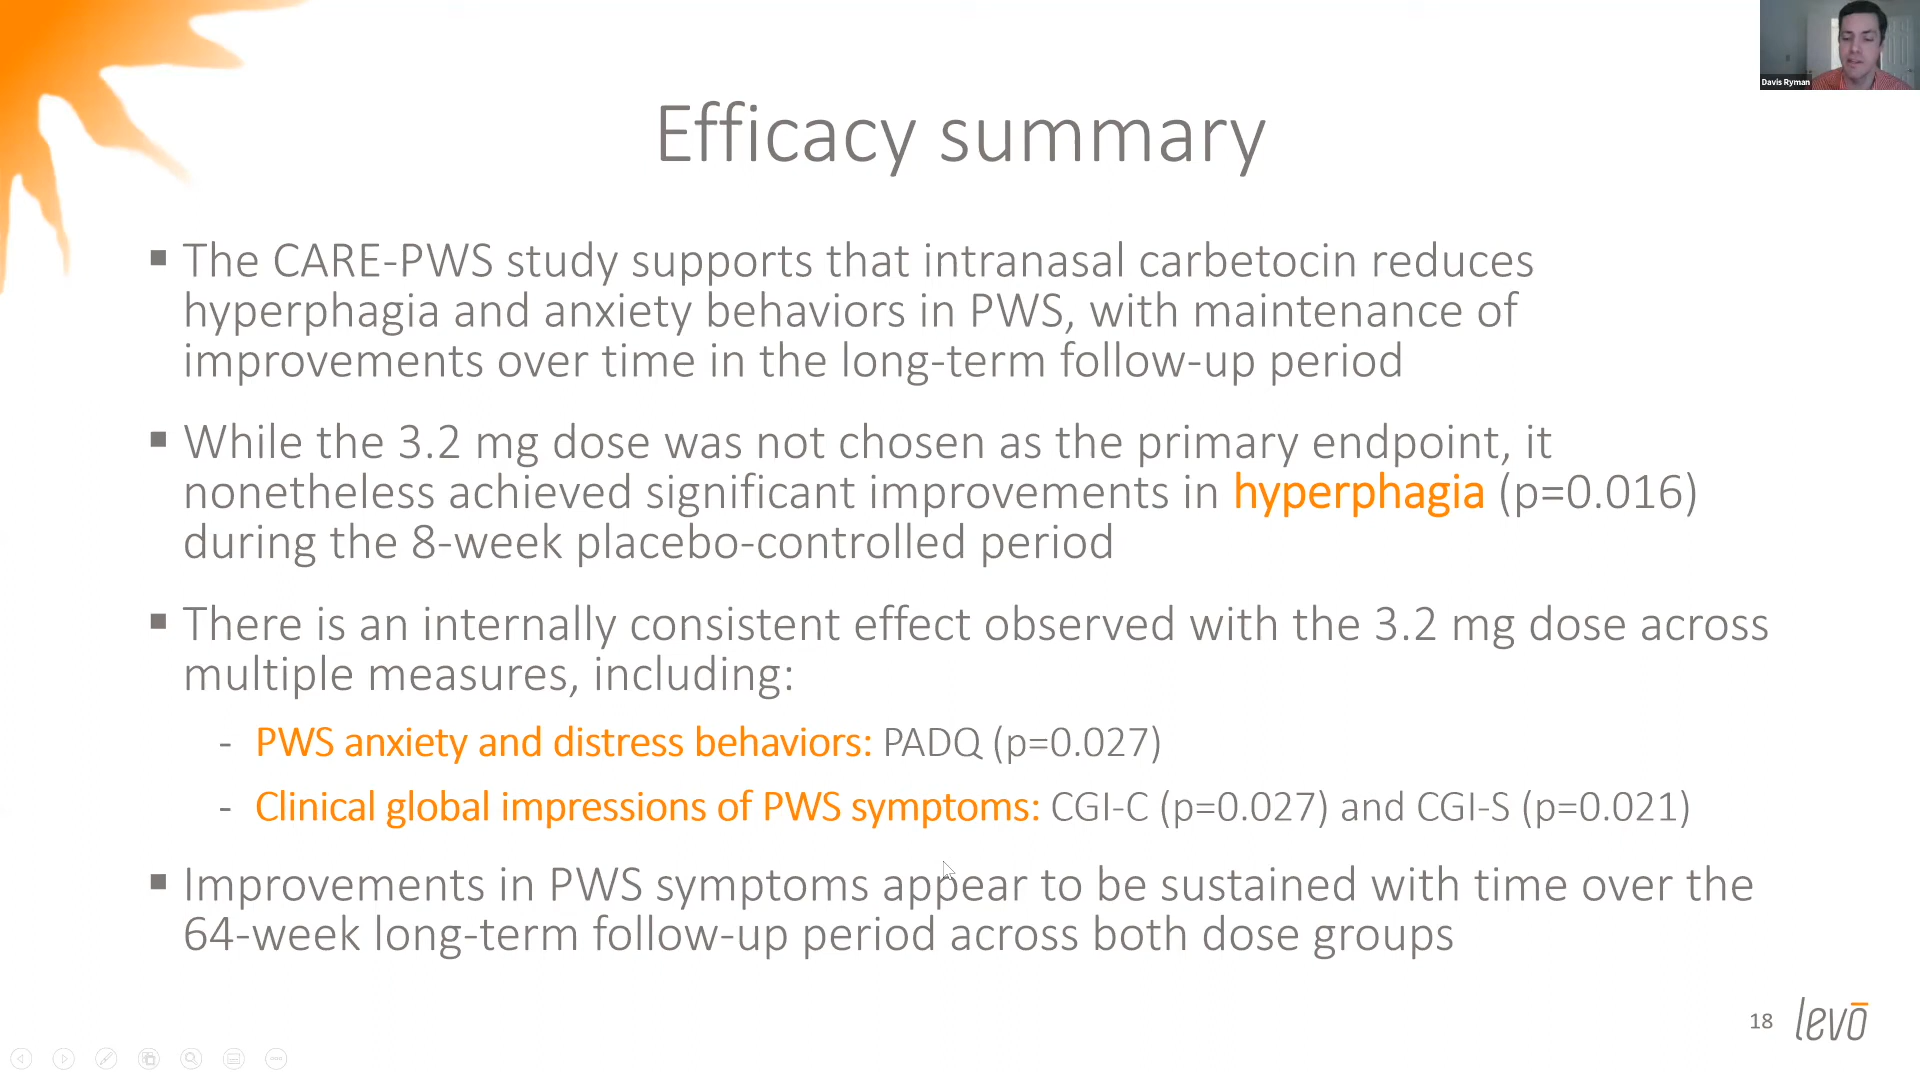 Davis Ryman
Efficacy summary
▪ The CARE-PWS study supports that intranasal carbetocin reduces
hyperphagia and anxiety behaviors in PWS, with maintenance of
improvements over time in the long-term follow-up period
▪ While the 3.2 mg dose was not chosen as the primary endpoint, it
nonetheless achieved significant improvements in hyperphagia (p=0.016)
during the 8-week placebo-controlled period
▪ There is an internally consistent effect observed with the 3.2 mg dose across
multiple measures, including:
- PWS anxiety and distress behaviors: PADQ (p=0.027)
- Clinical global impressions of PWS symptoms: CGI-C (p=0.027) and CGI-S (p=0.021)
▪ Improvements in PWS symptoms appear to be sustained with time over the
64-week long-term follow-up period across both dose groups
18 levō